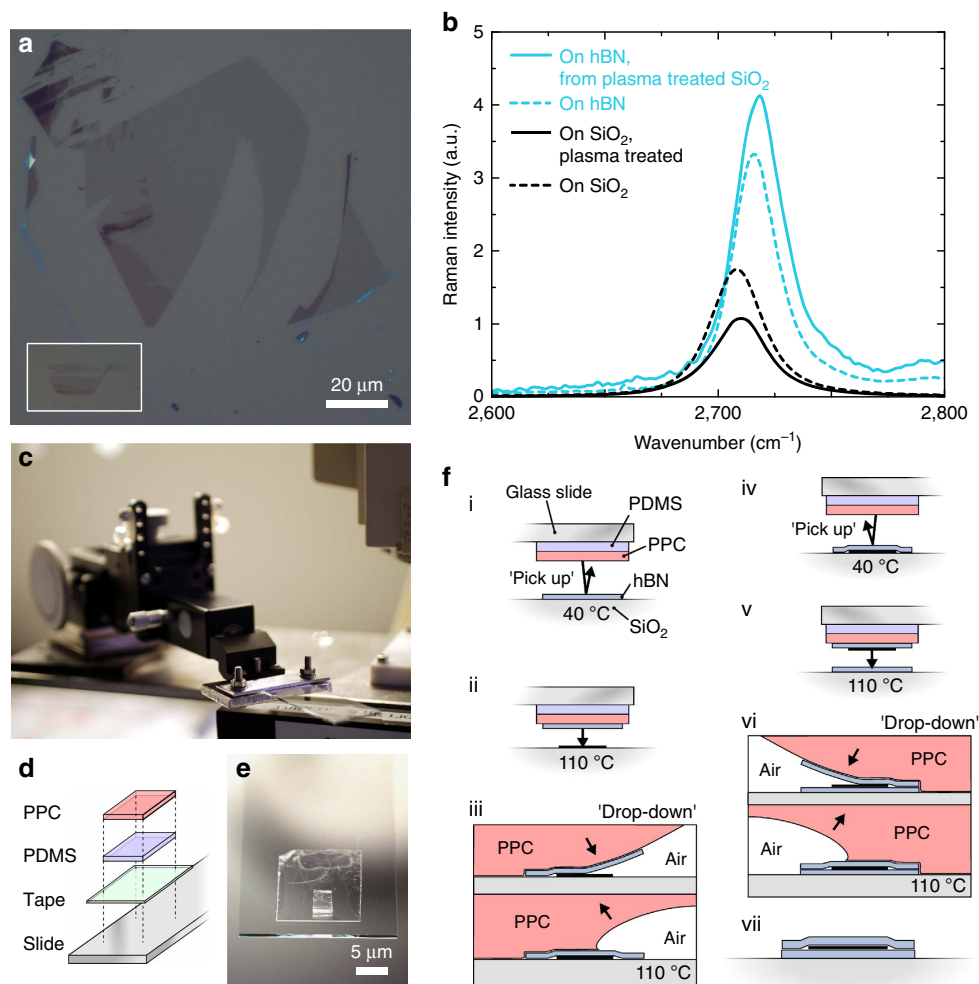 a
20 μm
b
On hBN,
from plasma treated SiO₂
On hBN
On SiO₂,
plasma treated
On SiO₂
Raman intensity (a.u.)
5
4
3
2
1
0
2,600
2,700
2,800
Wavenumber (cm⁻¹)
c
d
PPC
PDMS
Tape
Slide
e
5 μm
f
i
Glass slide
PDMS
PPC
'Pick up'
hBN
40 °C
SiO₂
ii
110 °C
iii
'Drop-down'
PPC
Air
PPC
Air
110 °C
iv
'Pick up'
40 °C
v
110 °C
vi
'Drop-down'
Air
PPC
Air
PPC
110 °C
vii